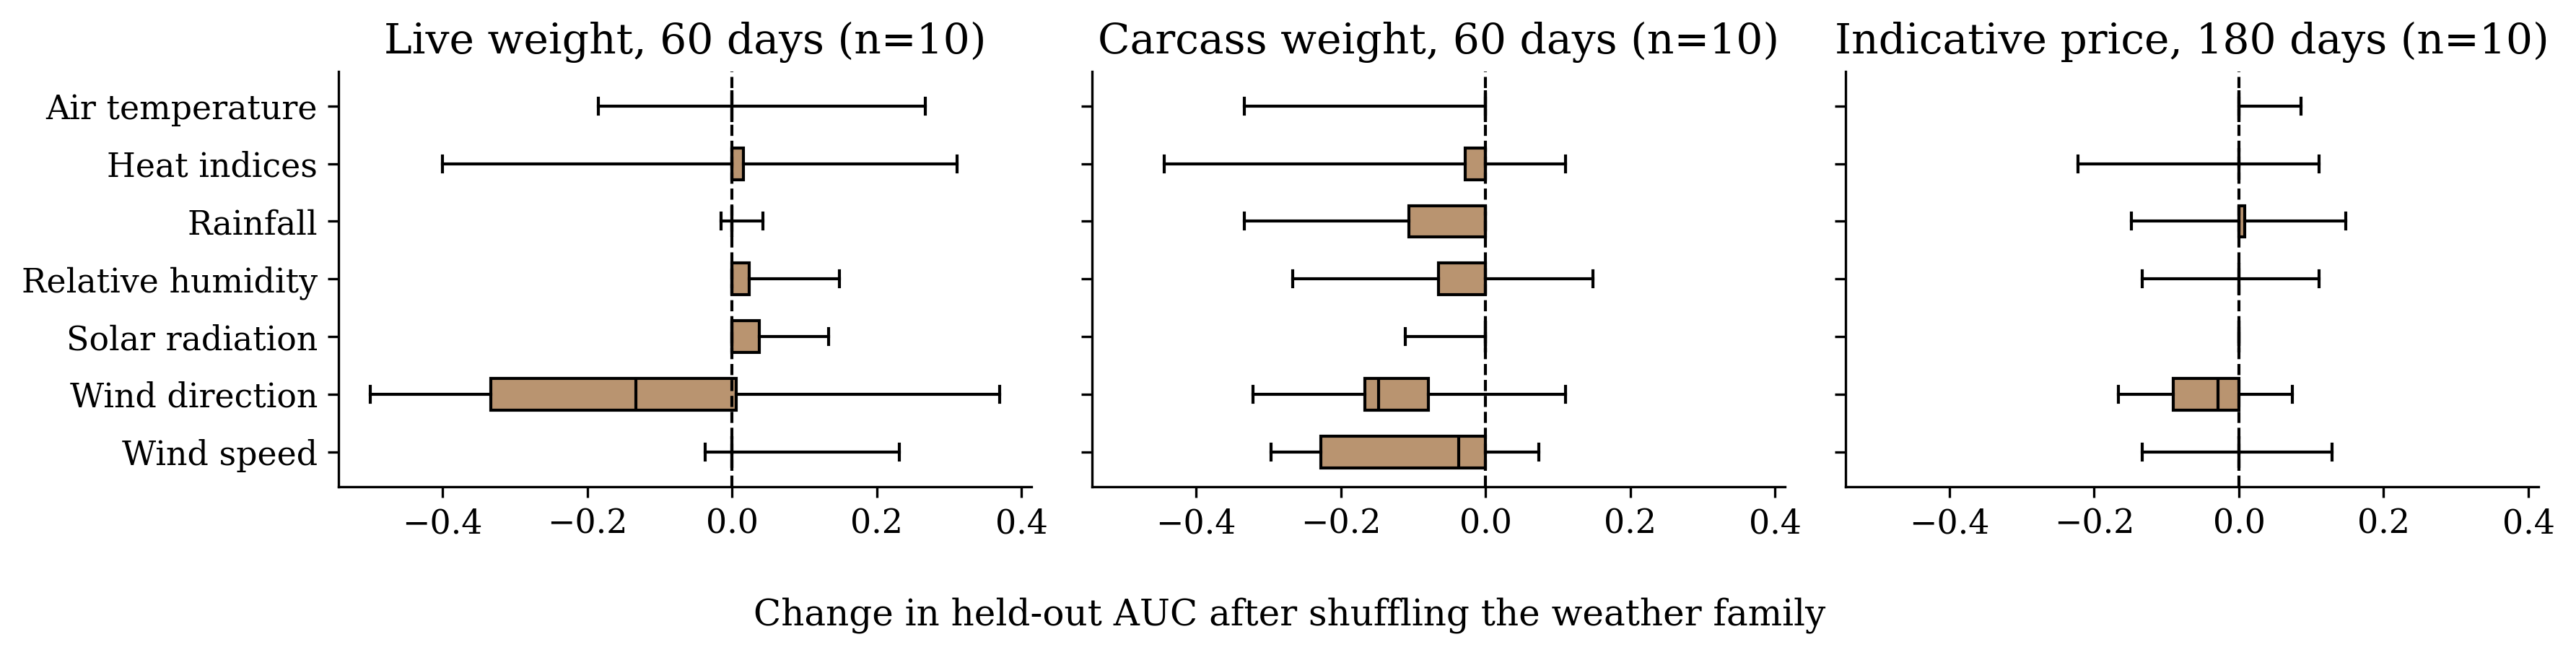 Live weight, 60 days (n=10)
Carcass weight, 60 days (n=10)
Indicative price, 180 days (n=10)
Air temperature
Heat indices
Rainfall
Relative humidity
Solar radiation
Wind direction
Wind speed
−0.4 −0.2 0.0 0.2 0.4
−0.4 −0.2 0.0 0.2 0.4
−0.4 −0.2 0.0 0.2 0.4
Change in held-out AUC after shuffling the weather family